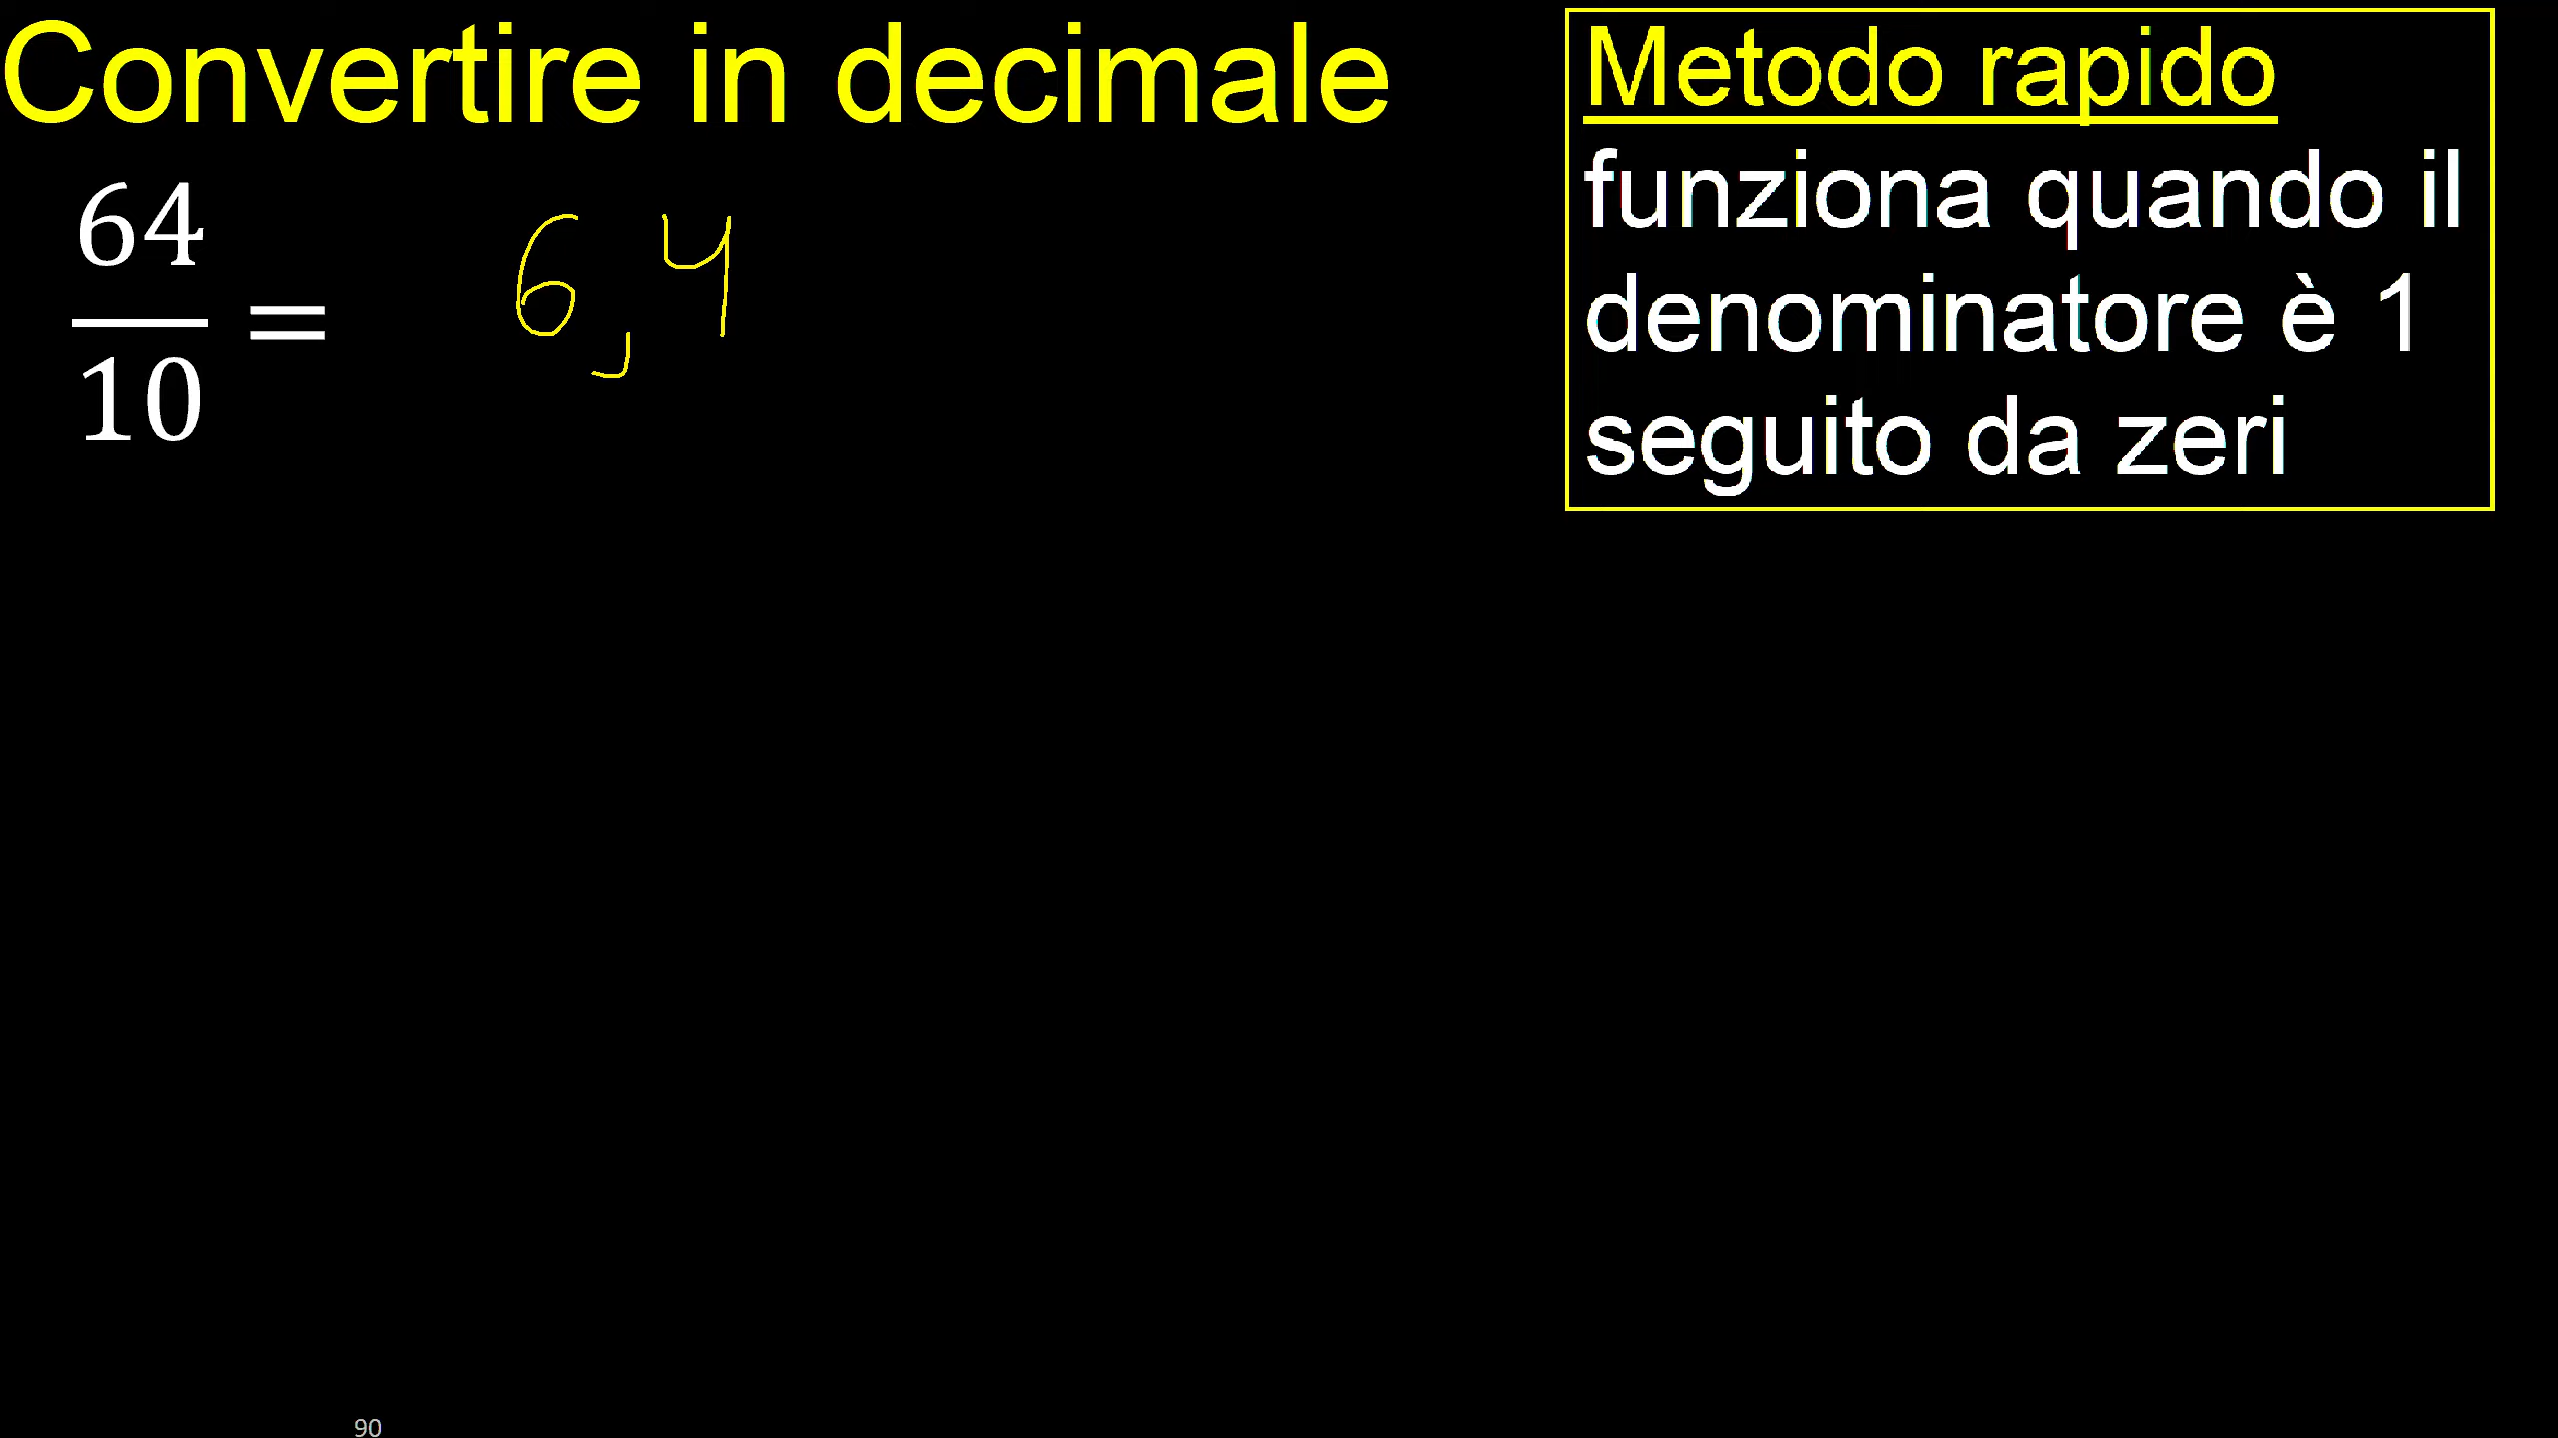 Convertire in decimale
64
10
=
6,4
Metodo rapido
funziona quando il
denominatore è 1
seguito da zeri
90